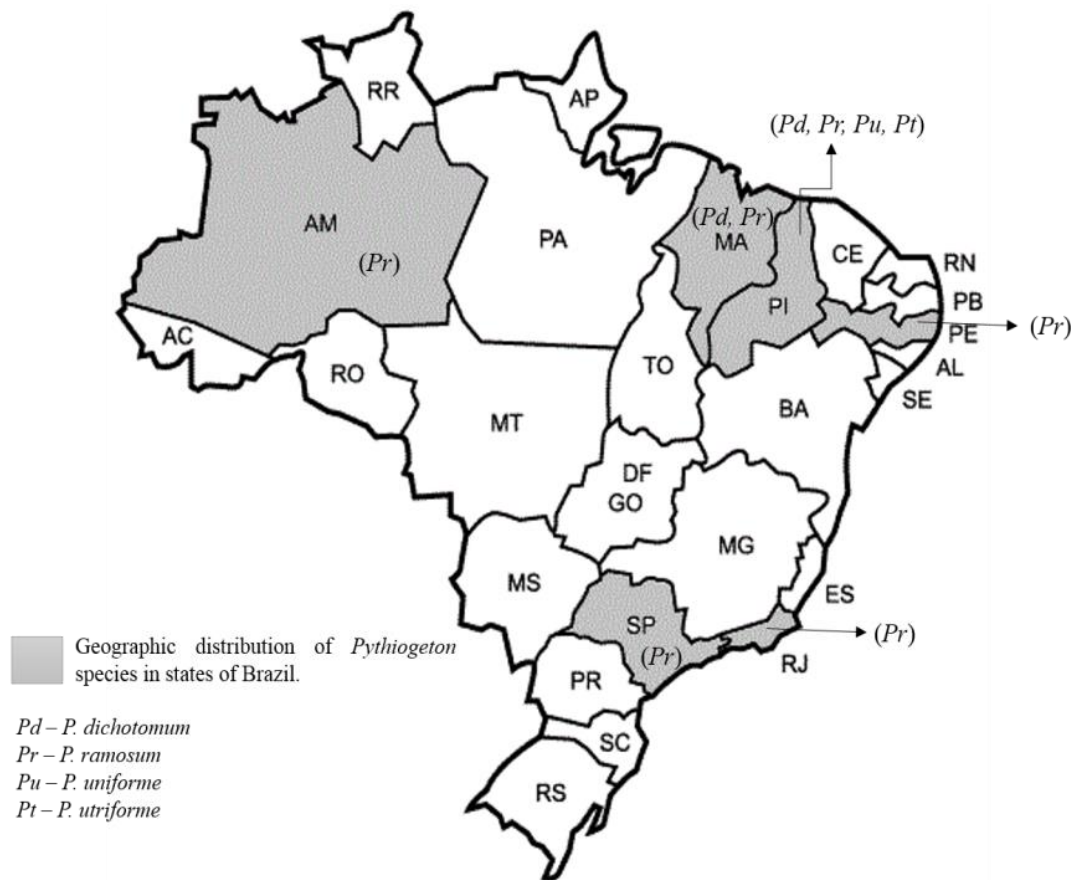 RR
AP
(Pd, Pr, Pu, Pt)
AM
(Pr)
PA
(Pd, Pr)
MA
CE
RN
PI
PB
PE
(Pr)
AC
RO
TO
AL
SE
MT
BA
DF
GO
MG
MS
ES
SP
(Pr)
(Pr)
RJ
PR
SC
RS
Geographic distribution of Pythiogeton
species in states of Brazil.
Pd – P. dichotomum
Pr – P. ramosum
Pu – P. uniforme
Pt – P. utriforme